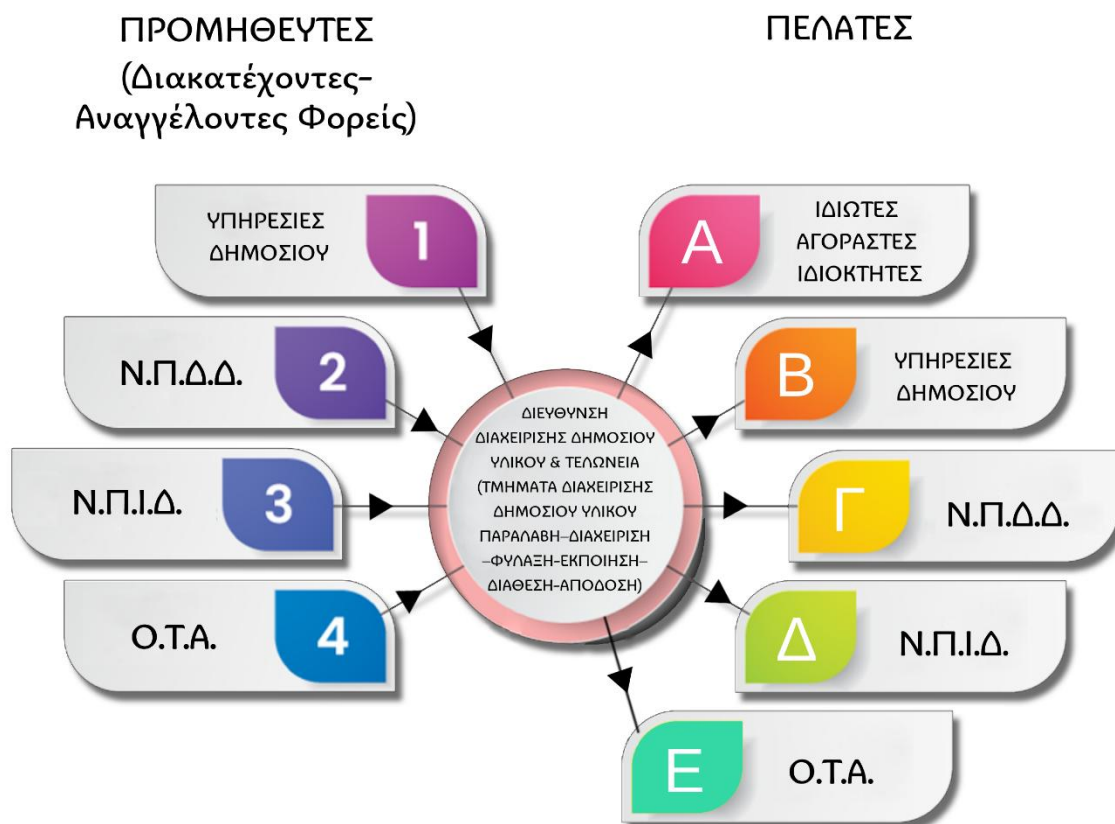 ΠΡΟΜΗΘΕΥΤΕΣ
(Διακατέχοντες-
Αναγγέλοντες Φορείς)
ΠΕΛΑΤΕΣ
ΥΠΗΡΕΣΙΕΣ
ΔΗΜΟΣΙΟΥ
1
Ν.Π.Δ.Δ.
2
Ν.Π.Ι.Δ.
3
Ο.Τ.Α.
4
ΔΙΕΥΘΥΝΣΗ
ΔΙΑΧΕΙΡΙΣΗΣ ΔΗΜΟΣΙΟΥ
ΥΛΙΚΟΥ & ΤΕΛΩΝΕΙΑ
(ΤΜΗΜΑΤΑ ΔΙΑΧΕΙΡΙΣΗΣ
ΔΗΜΟΣΙΟΥ ΥΛΙΚΟΥ
ΠΑΡΑΛΑΒΗ–ΔΙΑΧΕΙΡΙΣΗ
–ΦΥΛΑΞΗ-ΕΚΠΟΙΗΣΗ–
ΔΙΑΘΕΣΗ-ΑΠΟΔΟΣΗ)
Α
ΙΔΙΩΤΕΣ
ΑΓΟΡΑΣΤΕΣ
ΙΔΙΟΚΤΗΤΕΣ
Β
ΥΠΗΡΕΣΙΕΣ
ΔΗΜΟΣΙΟΥ
Γ
Ν.Π.Δ.Δ.
Δ
Ν.Π.Ι.Δ.
Ε
Ο.Τ.Α.